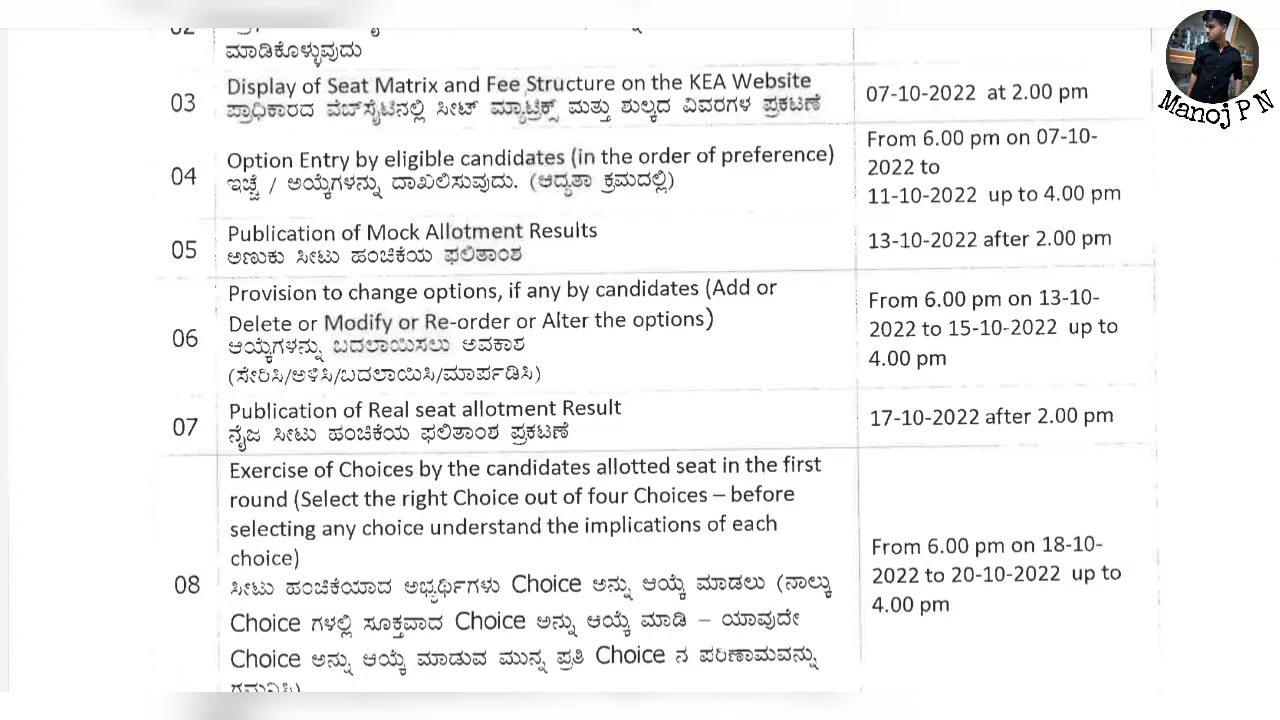 02
ಮಾಡಿಕೊಳ್ಳುವುದು
03
Display of Seat Matrix and Fee Structure on the KEA Website
ಪ್ರಾಧಿಕಾರದ ವೆಬ್‌ಸೈಟಿನಲ್ಲಿ ಸೀಟ್ ಮ್ಯಾಟ್ರಿಕ್ಸ್ ಮತ್ತು ಶುಲ್ಕದ ವಿವರಗಳ ಪ್ರಕಟಣೆ
07-10-2022 at 2.00 pm
04
Option Entry by eligible candidates (in the order of preference)
ಇಚ್ಛೆ / ಆಯ್ಕೆಗಳನ್ನು ದಾಖಲಿಸುವುದು. (ಆದ್ಯತಾ ಕ್ರಮದಲ್ಲಿ)
From 6.00 pm on 07-10-
2022 to
11-10-2022 up to 4.00 pm
05
Publication of Mock Allotment Results
ಅಣುಕು ಸೀಟು ಹಂಚಿಕೆಯ ಫಲಿತಾಂಶ
13-10-2022 after 2.00 pm
06
Provision to change options, if any by candidates (Add or
Delete or Modify or Re-order or Alter the options)
ಆಯ್ಕೆಗಳನ್ನು ಬದಲಾಯಿಸಲು ಅವಕಾಶ
(ಸೇರಿಸಿ/ಅಳಿಸಿ/ಬದಲಾಯಿಸಿ/ಮಾರ್ಪಡಿಸಿ)
From 6.00 pm on 13-10-
2022 to 15-10-2022 up to
4.00 pm
07
Publication of Real seat allotment Result
ನೈಜ ಸೀಟು ಹಂಚಿಕೆಯ ಫಲಿತಾಂಶ ಪ್ರಕಟಣೆ
17-10-2022 after 2.00 pm
08
Exercise of Choices by the candidates allotted seat in the first
round (Select the right Choice out of four Choices – before
selecting any choice understand the implications of each
choice)
ಸೀಟು ಹಂಚಿಕೆಯಾದ ಅಭ್ಯರ್ಥಿಗಳು Choice ಅನ್ನು ಆಯ್ಕೆ ಮಾಡಲು (ನಾಲ್ಕು
Choice ಗಳಲ್ಲಿ ಸೂಕ್ತವಾದ Choice ಅನ್ನು ಆಯ್ಕೆ ಮಾಡಿ – ಯಾವುದೇ
Choice ಅನ್ನು ಆಯ್ಕೆ ಮಾಡುವ ಮುನ್ನ ಪ್ರತಿ Choice ನ ಪರಿಣಾಮವನ್ನು
From 6.00 pm on 18-10-
2022 to 20-10-2022 up to
4.00 pm
Manoj P N